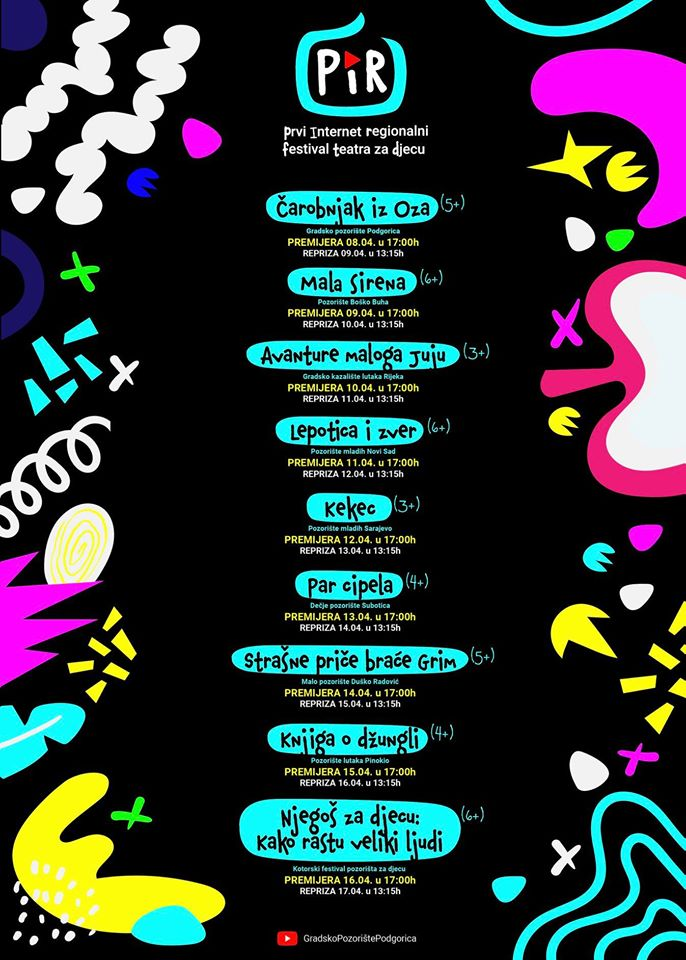 PiR
Prvi Internet regionalni
festival teatra za djecu
Čarobnjak iz Oza (5+)
Gradsko pozorište Podgorica
PREMIJERA 08.04. u 17:00h
REPRIZA 09.04. u 13:15h
Mala Sirena (6+)
Pozorište Boško Buha
PREMIJERA 09.04. u 17:00h
REPRIZA 10.04. u 13:15h
Avanture maloga Juju (3+)
Gradsko kazalište lutaka Rijeka
PREMIJERA 10.04. u 17:00h
REPRIZA 11.04. u 13:15h
Lepotica i zver (6+)
Pozorište mladih Novi Sad
PREMIJERA 11.04. u 17:00h
REPRIZA 12.04. u 13:15h
Kekec (3+)
Pozorište mladih Sarajevo
PREMIJERA 12.04. u 17:00h
REPRIZA 13.04. u 13:15h
Par cipela (4+)
Dečje pozorište Subotica
PREMIJERA 13.04. u 17:00h
REPRIZA 14.04. u 13:15h
Strašne priče braće Grim (5+)
Malo pozorište Duško Radović
PREMIJERA 14.04. u 17:00h
REPRIZA 15.04. u 13:15h
Knjiga o džungli (4+)
Pozorište lutaka Pinokio
PREMIJERA 15.04. u 17:00h
REPRIZA 16.04. u 13:15h
Njegoš za djecu: (6+)
kako rastu veliki ljudi
Kotorski festival pozorišta za djecu
PREMIJERA 16.04. u 17:00h
REPRIZA 17.04. u 13:15h
GradskoPozorištePodgorica